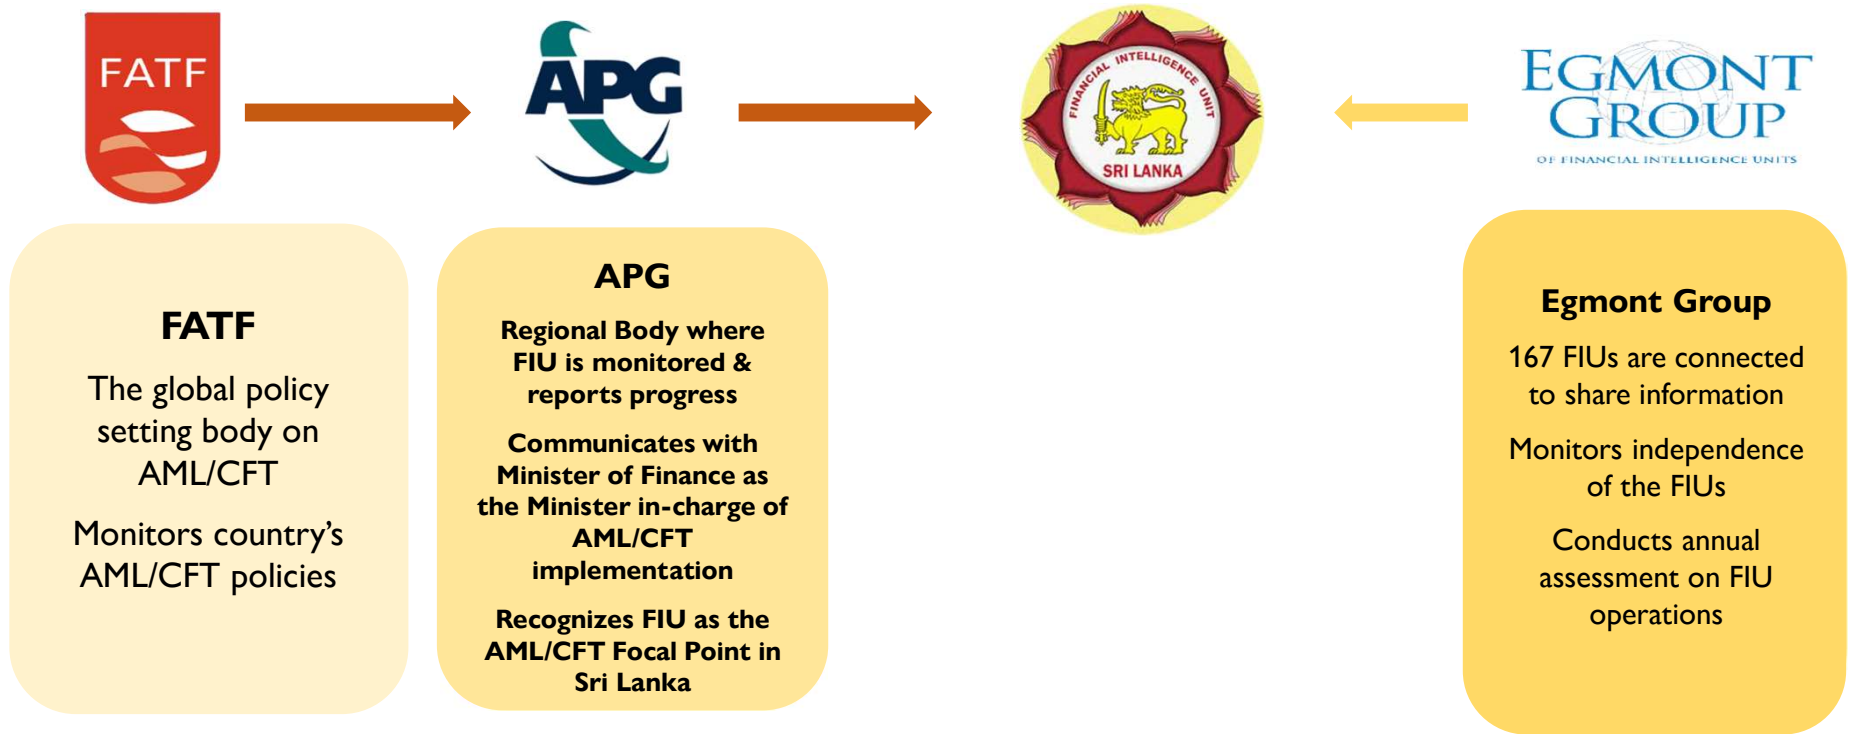 FATF
APG
FINANCIAL INTELLIGENCE UNIT
SRI LANKA
EGMONT
GROUP
OF FINANCIAL INTELLIGENCE UNITS
FATF
The global policy
setting body on
AML/CFT
Monitors country’s
AML/CFT policies
APG
Regional Body where
FIU is monitored &
reports progress
Communicates with
Minister of Finance as
the Minister in-charge of
AML/CFT
implementation
Recognizes FIU as the
AML/CFT Focal Point in
Sri Lanka
Egmont Group
167 FIUs are connected
to share information
Monitors independence
of the FIUs
Conducts annual
assessment on FIU
operations